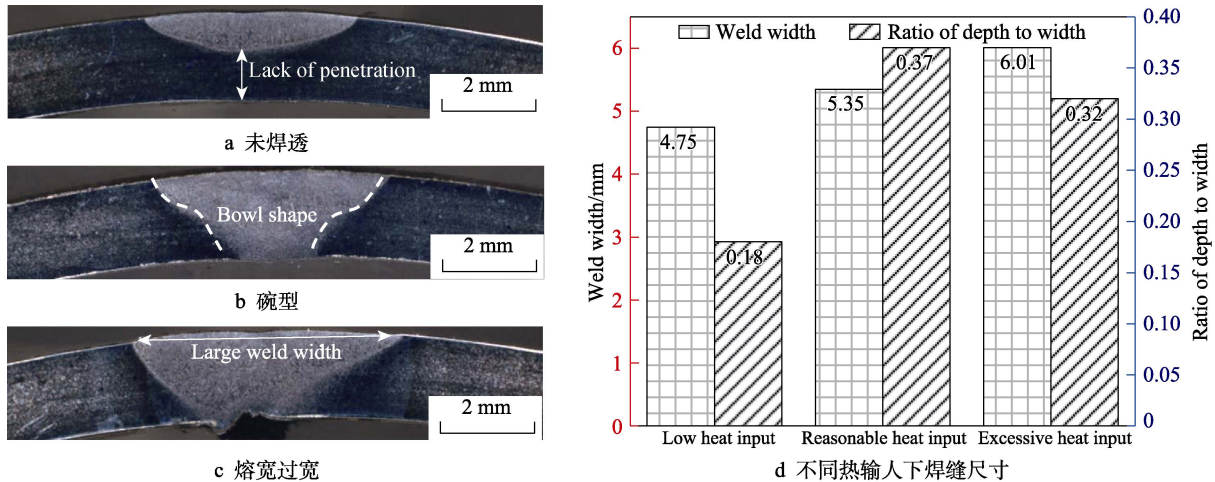 Lack of penetration
2 mm
a 未焊透
Bowl shape
2 mm
b 碗型
Large weld width
2 mm
c 熔宽过宽
Weld width
Ratio of depth to width
Weld width/mm
6
5
4
3
2
1
0
4.75
0.18
5.35
0.37
6.01
0.32
0.40
0.35
0.30
0.25
0.20
0.15
0.10
0.05
0
Ratio of depth to width
Low heat input
Reasonable heat input
Excessive heat input
d 不同热输人下焊缝尺寸